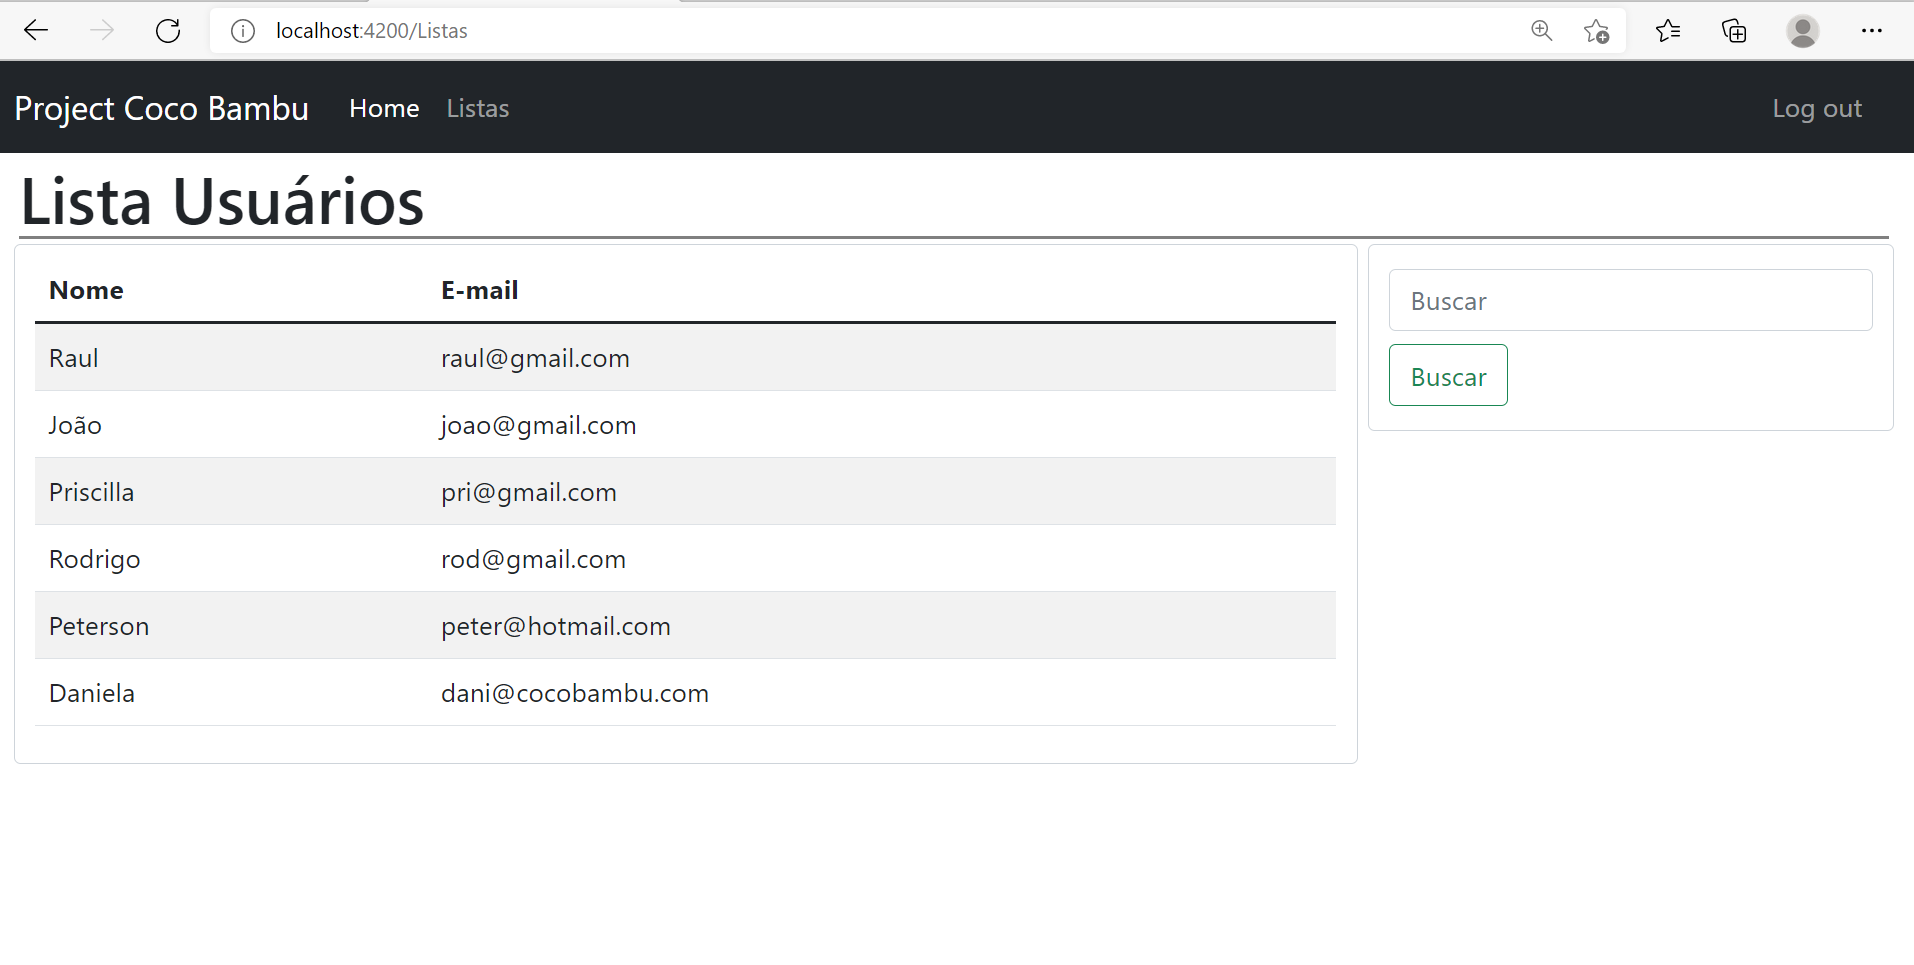 localhost:4200/Listas
Project Coco Bambu Home Listas Log out
Lista Usuários
Nome E-mail
Raul raul@gmail.com
João joao@gmail.com
Priscilla pri@gmail.com
Rodrigo rod@gmail.com
Peterson peter@hotmail.com
Daniela dani@cocobambu.com
Buscar
Buscar